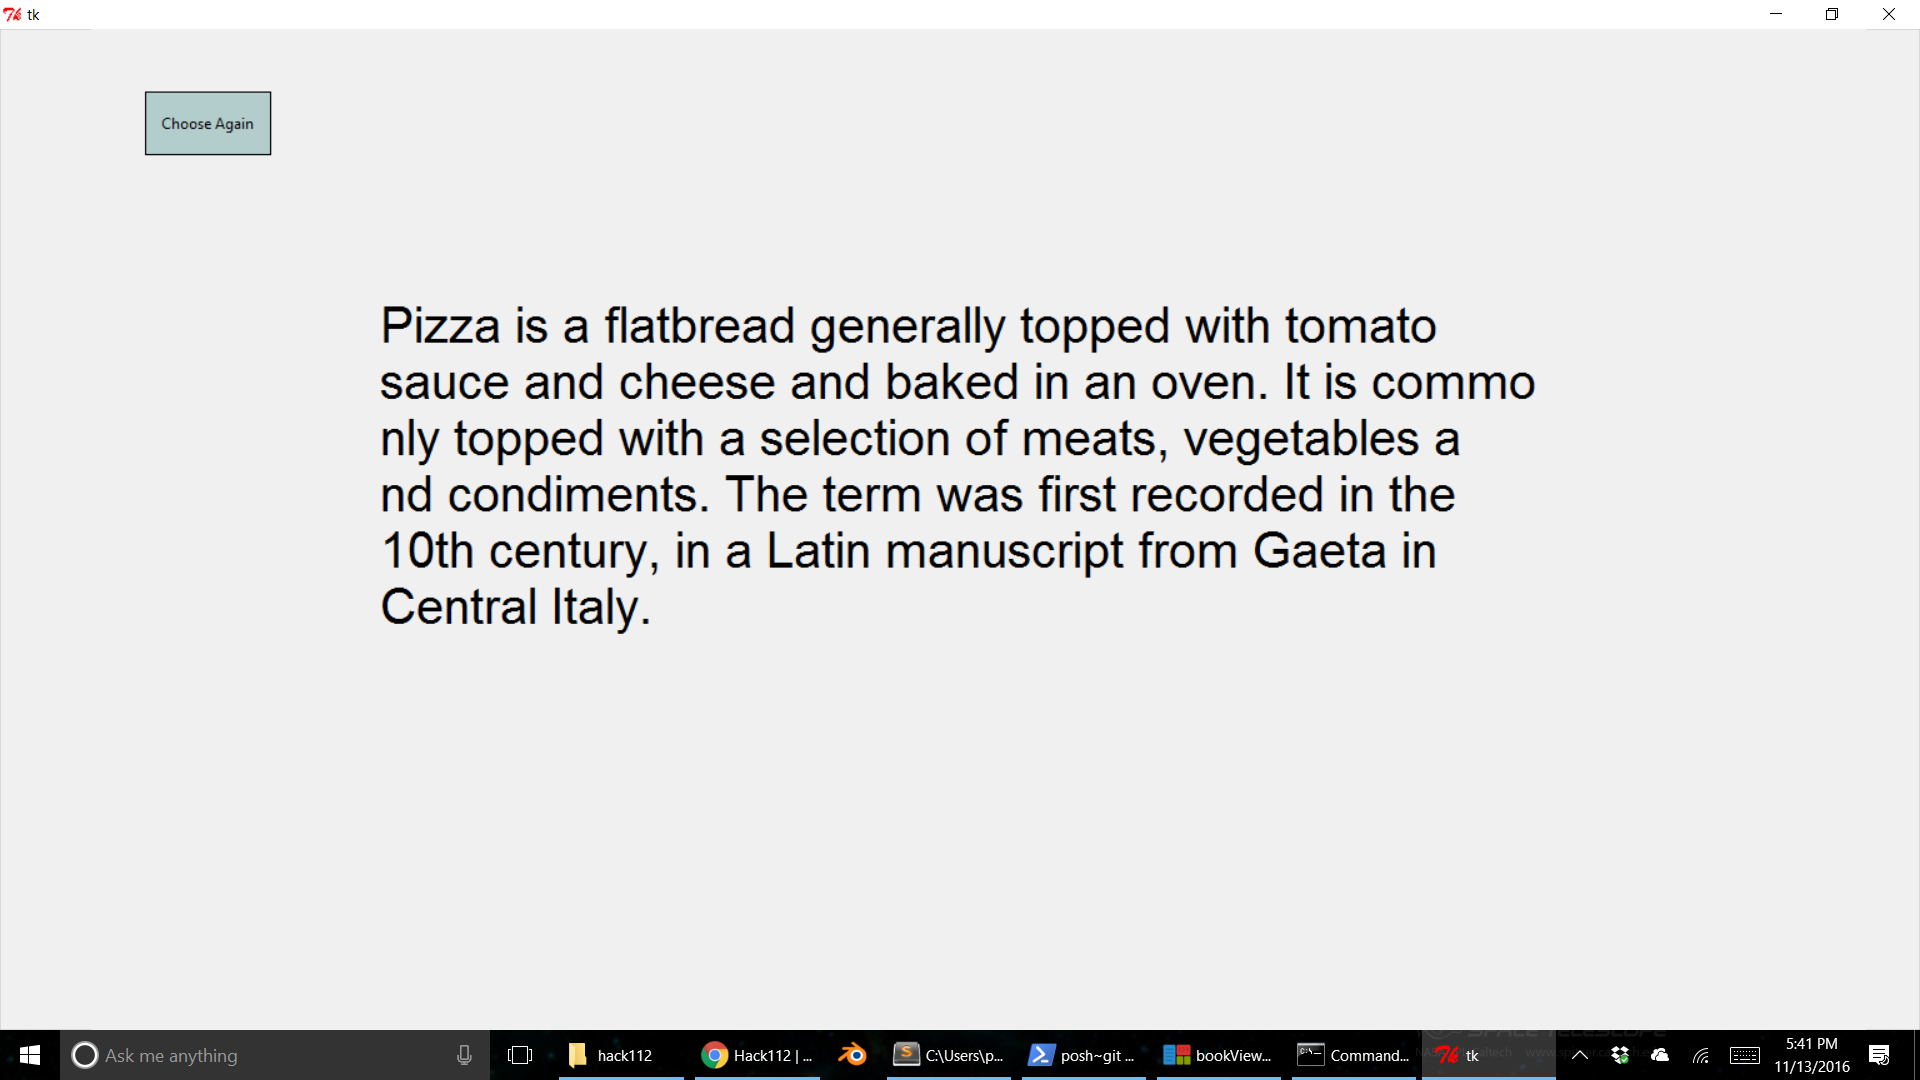 tk
Choose Again
Pizza is a flatbread generally topped with tomato
sauce and cheese and baked in an oven. It is commo
nly topped with a selection of meats, vegetables a
nd condiments. The term was first recorded in the
10th century, in a Latin manuscript from Gaeta in
Central Italy.
Ask me anything
hack112
Hack112 | ...
C:\Users\p...
posh~git ...
bookView...
Command...
tk
5:41 PM
11/13/2016